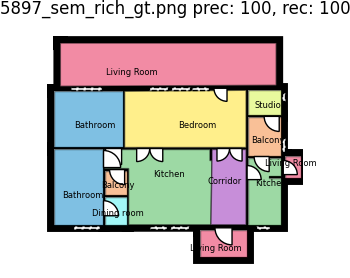 5897_sem_rich_gt.png prec: 100, rec: 100
Living Room
Studio
Bathroom
Bedroom
Balcony
Living Room
Kitchen
Corridor
Kitchen
Balcony
Bathroom
Dining room
Living Room